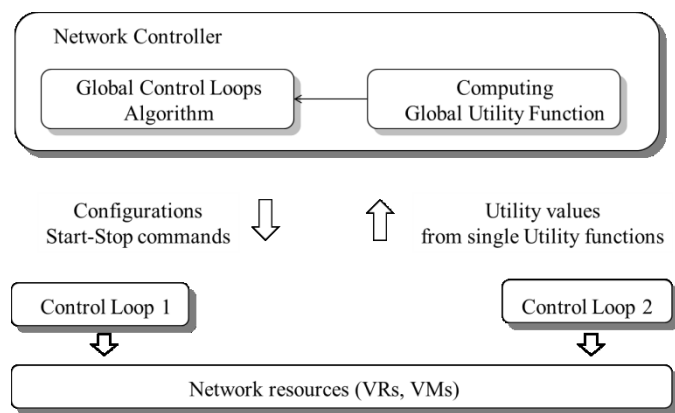 Network Controller
Global Control Loops
Algorithm
Computing
Global Utility Function
Configurations
Start-Stop commands
Utility values
from single Utility functions
Control Loop 1
Control Loop 2
Network resources (VRs, VMs)